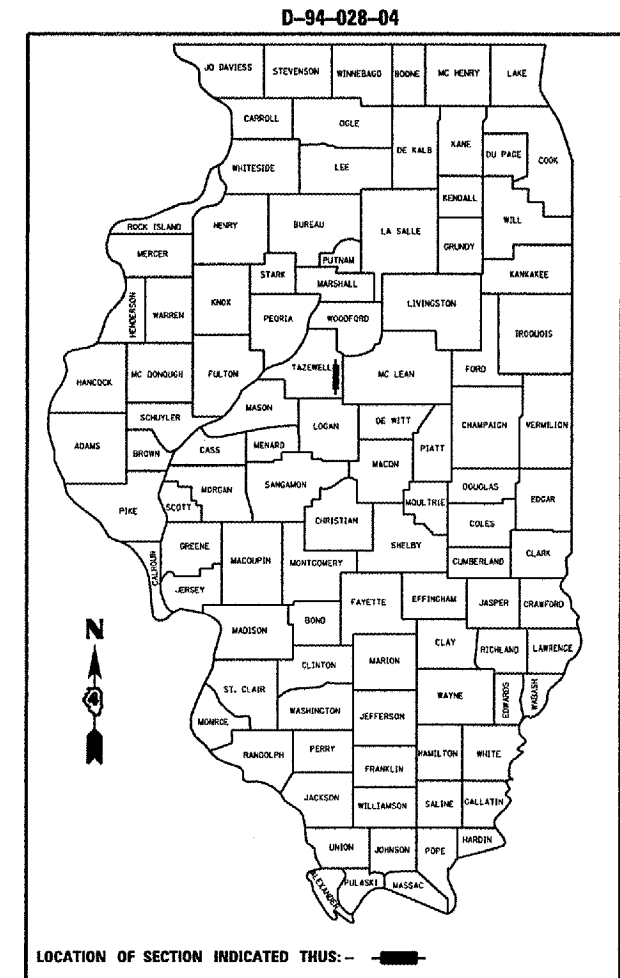 D-94-028-04
JO DAVIESS STEVENSON WINNEBAGO BOONE MC HENRY LAKE
CARROLL OGLE DE KALB KANE DU PAGE COOK
WHITESIDE LEE
KENDALL WILL
ROCK ISLAND HENRY BUREAU LA SALLE GRUNDY
MERCER PUTNAM
STARK MARSHALL KANKAKEE
HENDERSON WARREN KNOX PEORIA WOODFORD LIVINGSTON IROQUOIS
HANCOCK MC DONOUGH FULTON TAZEWELL MC LEAN FORD
SCHUYLER MASON LOGAN DE WITT CHAMPAIGN VERMILION
ADAMS BROWN CASS MENARD MACON PIATT
PIKE SCOTT MORGAN SANGAMON MOULTRIE DOUGLAS EDGAR
CHRISTIAN COLES
CALHOUN GREENE MACOUPIN MONTGOMERY SHELBY CUMBERLAND CLARK
JERSEY FAYETTE EFFINGHAM JASPER CRAWFORD
MADISON BOND
N CLINTON MARION CLAY RICHLAND LAWRENCE
4 ST. CLAIR WASHINGTON JEFFERSON WAYNE EDWARDS WABASH
MONROE
RANDOLPH PERRY HAMILTON WHITE
FRANKLIN
JACKSON WILLIAMSON SALINE GALLATIN
UNION JOHNSON POPE HARDIN
ALEXANDER PULASKI MASSAC
LOCATION OF SECTION INDICATED THUS: -